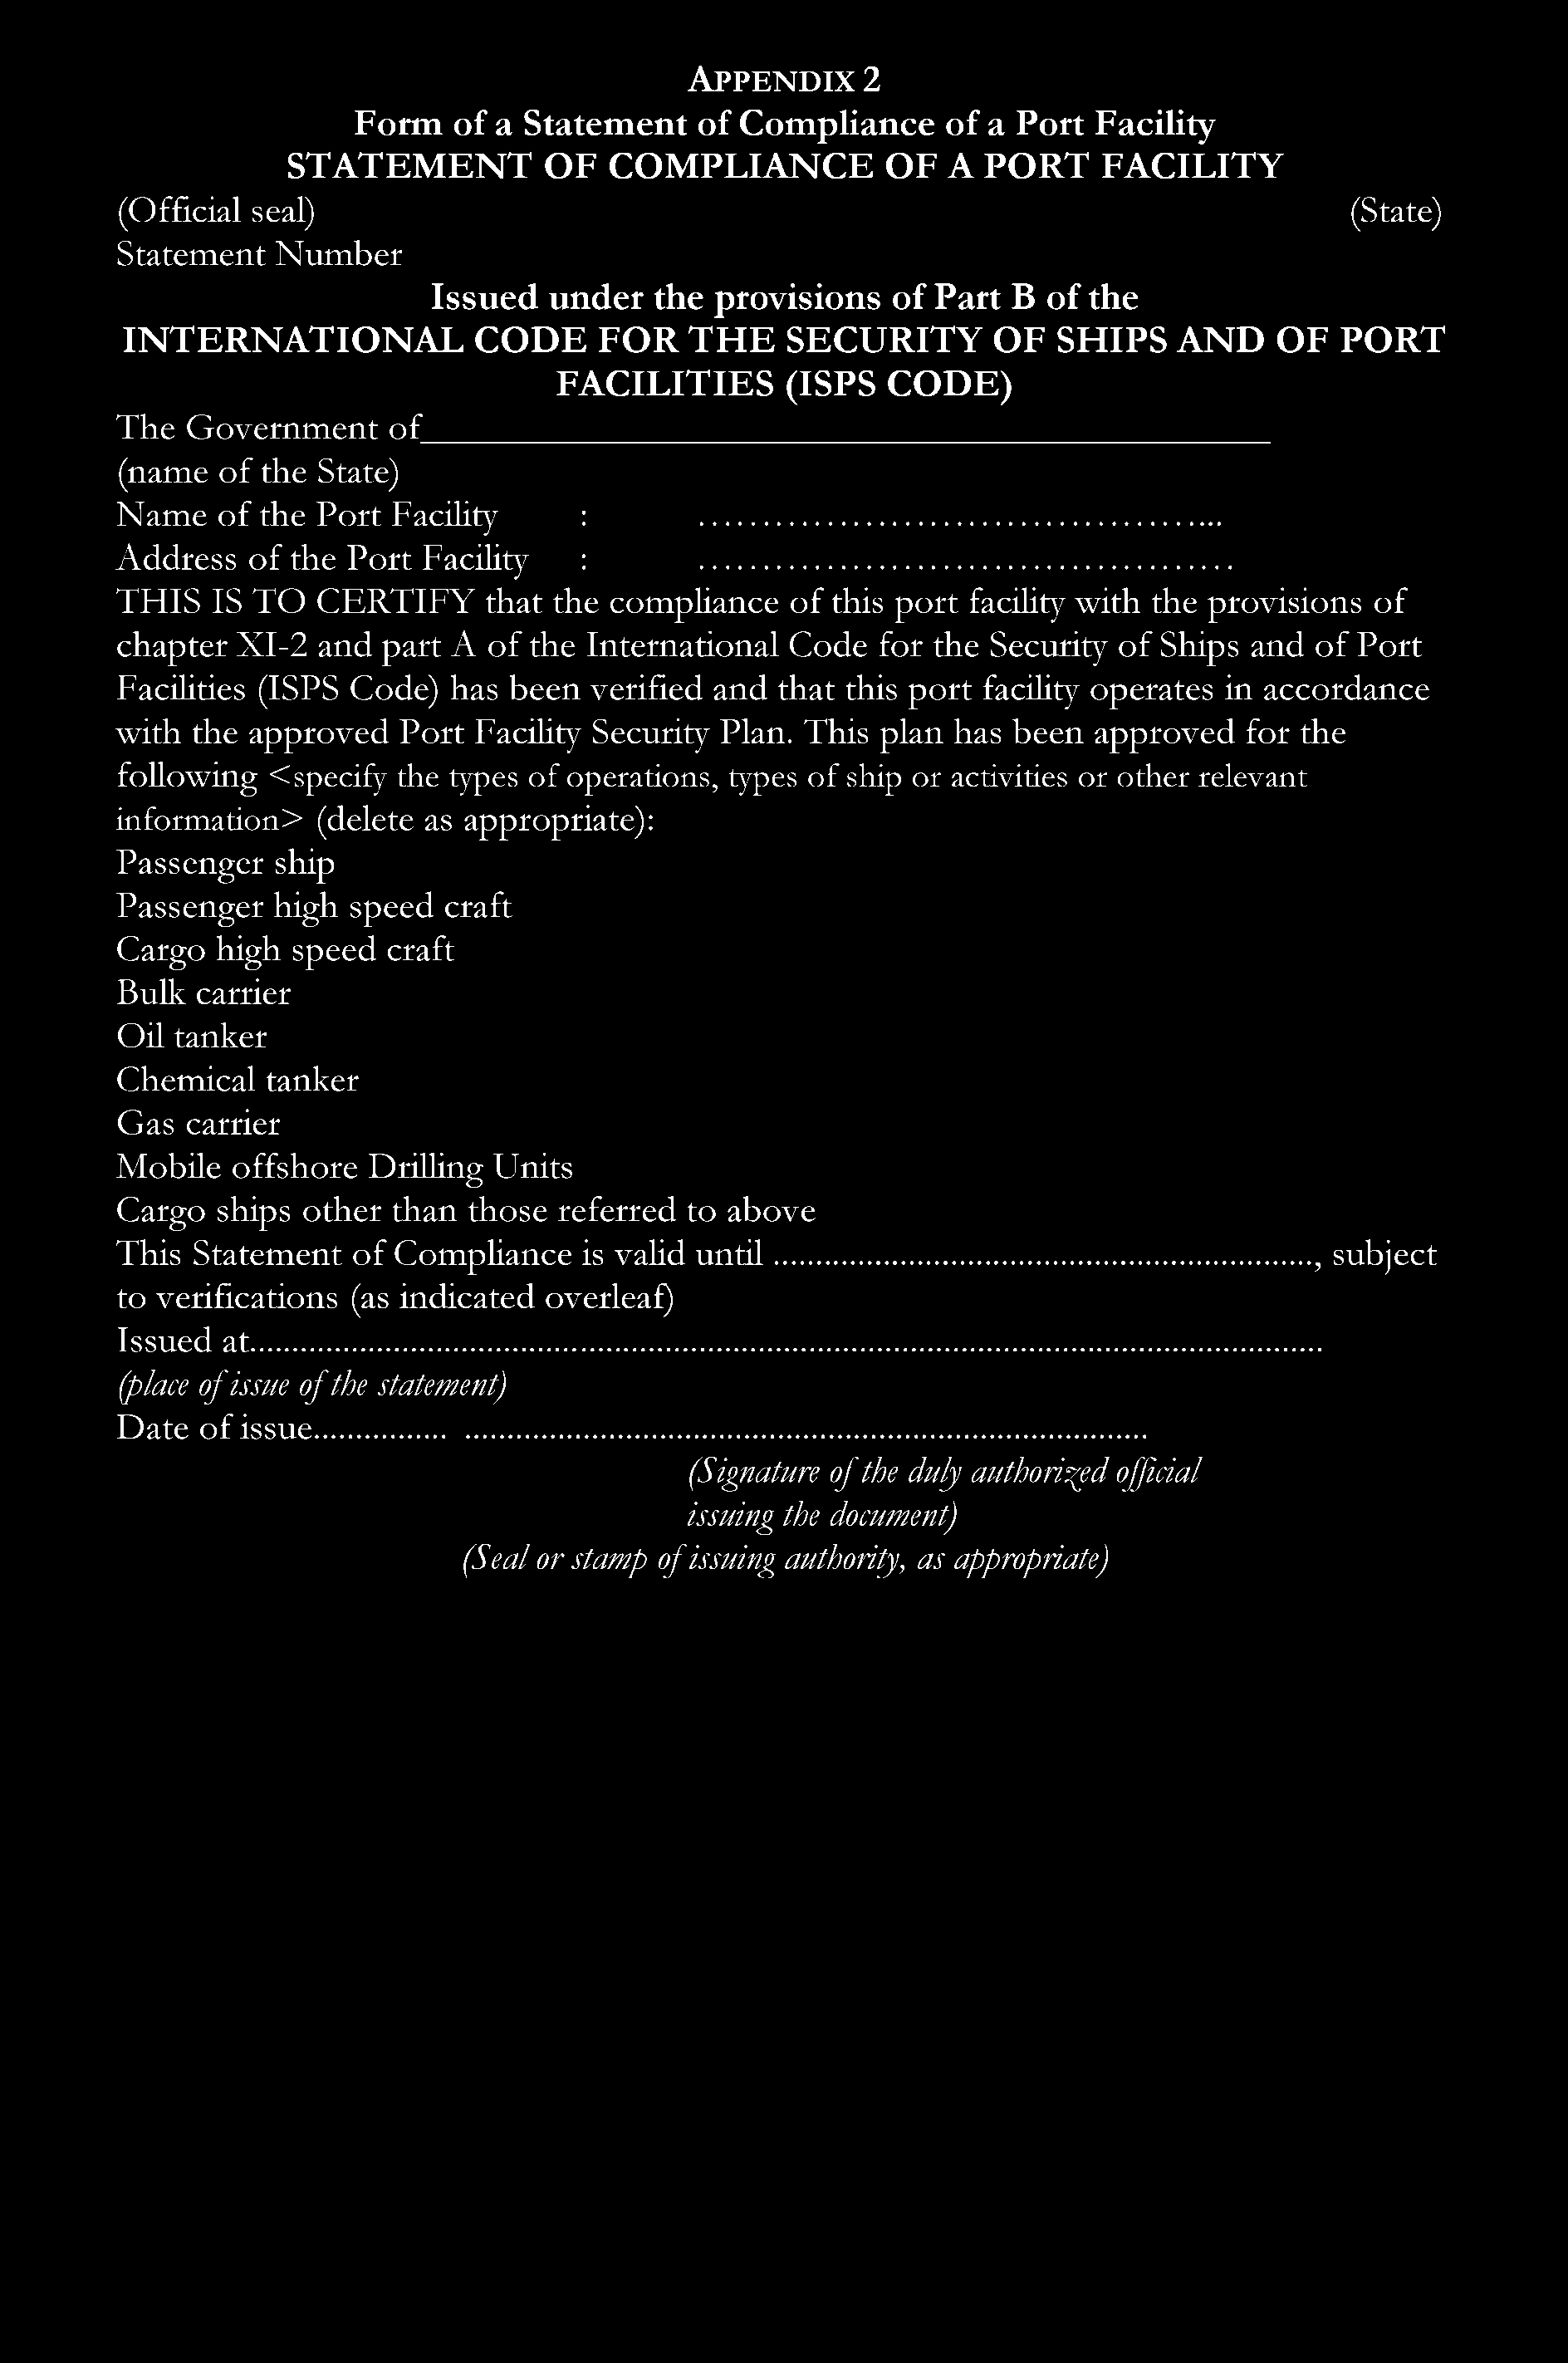 APPENDIX 2
Form of a Statement of Compliance of a Port Facility
STATEMENT OF COMPLIANCE OF A PORT FACILITY
(Official seal) (State)
Statement Number
Issued under the provisions of Part B of the
INTERNATIONAL CODE FOR THE SECURITY OF SHIPS AND OF PORT
FACILITIES (ISPS CODE)
The Government of__________________________________________________
(name of the State)
Name of the Port Facility : ……………………………………...
Address of the Port Facility : ………………………………………
THIS IS TO CERTIFY that the compliance of this port facility with the provisions of
chapter XI-2 and part A of the International Code for the Security of Ships and of Port
Facilities (ISPS Code) has been verified and that this port facility operates in accordance
with the approved Port Facility Security Plan. This plan has been approved for the
following <specify the types of operations, types of ship or activities or other relevant
information> (delete as appropriate):
Passenger ship
Passenger high speed craft
Cargo high speed craft
Bulk carrier
Oil tanker
Chemical tanker
Gas carrier
Mobile offshore Drilling Units
Cargo ships other than those referred to above
This Statement of Compliance is valid until ................................................................, subject
to verifications (as indicated overleaf)
Issued at................................................................................................................................
(place of issue of the statement)
Date of issue................ .................................................................................
(Signature of the duly authorized official
issuing the document)
(Seal or stamp of issuing authority, as appropriate)